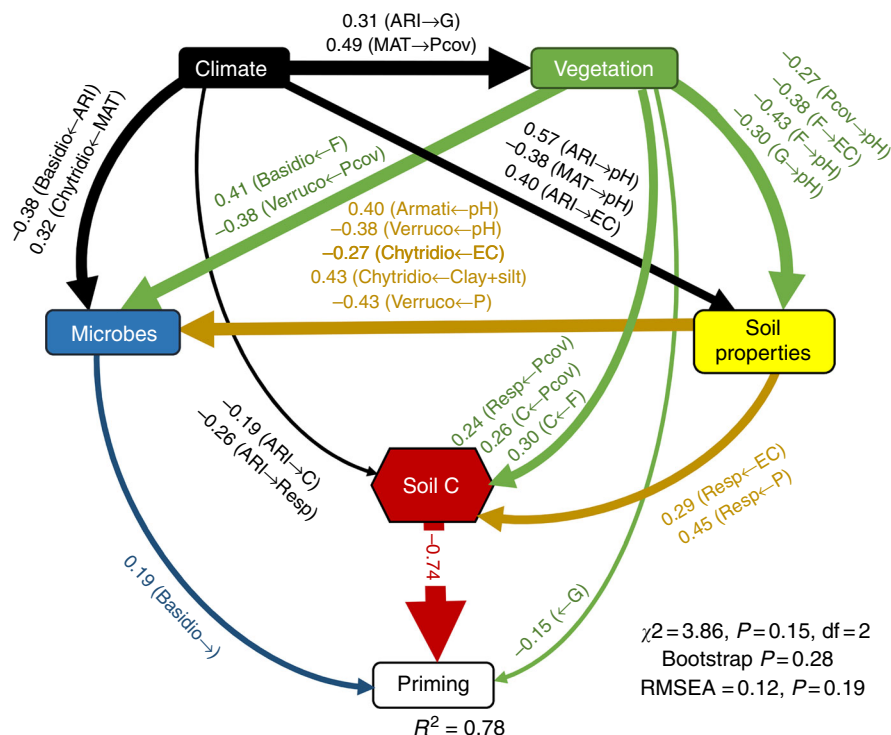 0.31 (ARI→G)
0.49 (MAT→Pcov)
Climate
Vegetation
−0.38 (Basidio←ARI)
0.32 (Chytridio←MAT)
0.41 (Basidio←F)
−0.38 (Verruco←Pcov)
0.57 (ARI→pH)
−0.38 (MAT→pH)
0.40 (ARI→EC)
−0.27 (Pcov→pH)
−0.38 (F→EC)
−0.43 (F→pH)
−0.30 (G→pH)
0.40 (Armati←pH)
−0.38 (Verruco←pH)
−0.27 (Chytridio←EC)
0.43 (Chytridio←Clay+silt)
−0.43 (Verruco←P)
Microbes
Soil
properties
−0.19 (ARI→C)
−0.26 (ARI→Resp)
0.24 (Resp←Pcov)
0.26 (C←Pcov)
0.30 (C←F)
Soil C
0.29 (Resp←EC)
0.45 (Resp←P)
−0.74
0.19 (Basidio→)
−0.15 (←G)
Priming
R² = 0.78
χ2=3.86, P=0.15, df=2
Bootstrap P=0.28
RMSEA=0.12, P=0.19